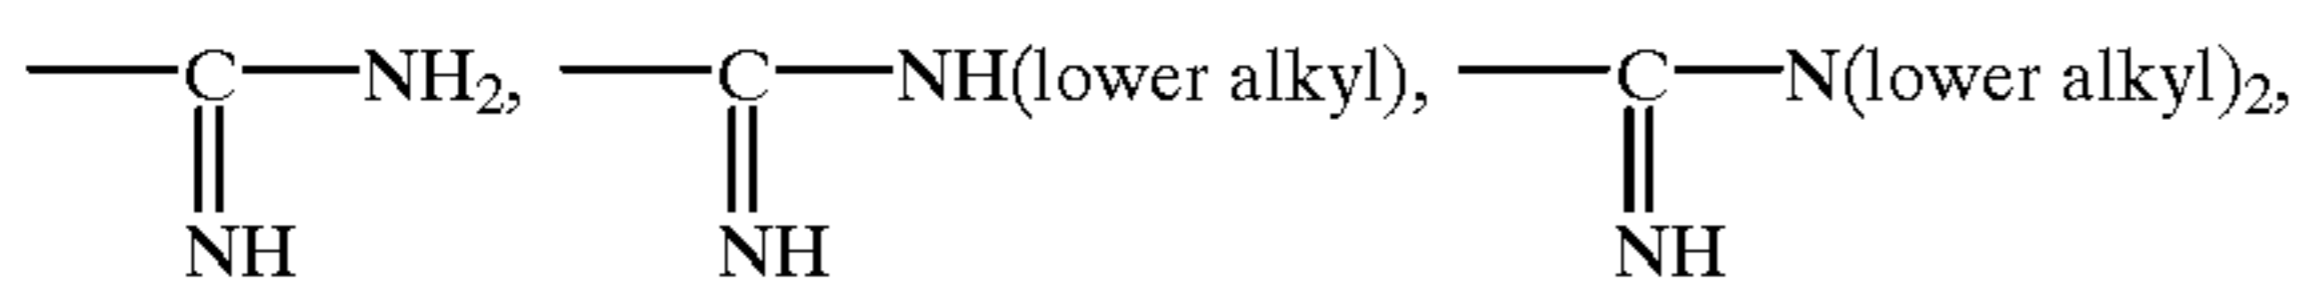 C NH2, C NH(lower alkyl), C N(lower alkyl)2,
NH NH NH